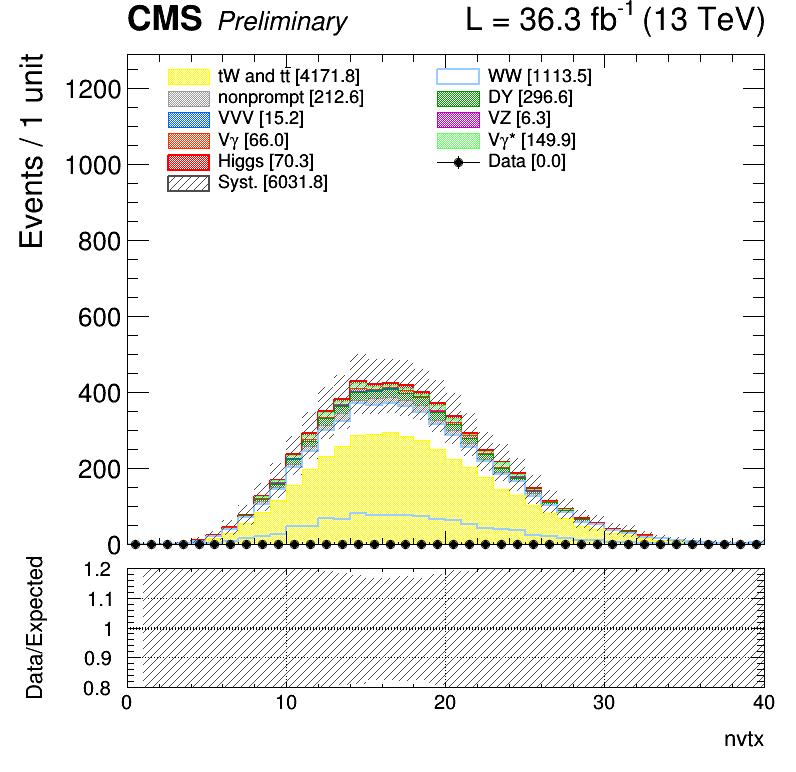 CMS Preliminary L = 36.3 fb-1 (13 TeV)
Events / 1 unit
1200
1000
800
600
400
200
0
tW and tt̄ [4171.8]
nonprompt [212.6]
VVV [15.2]
Vγ [66.0]
Higgs [70.3]
Syst. [6031.8]
WW [1113.5]
DY [296.6]
VZ [6.3]
Vγ* [149.9]
Data [0.0]
Data/Expected
1.2
1.1
1
0.9
0.8
0 10 20 30 40
nvtx